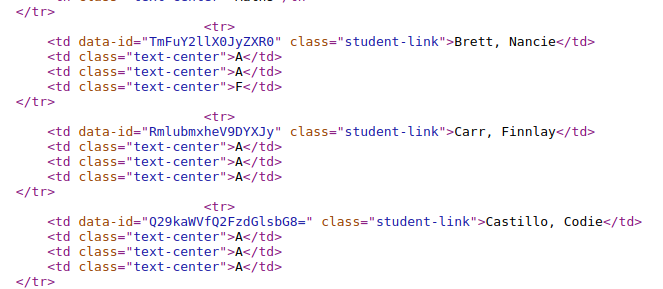 </tr>
<tr>
<td data-id="TmFuY2llX0JyZXR0" class="student-link">Brett, Nancie</td>
<td class="text-center">A</td>
<td class="text-center">A</td>
<td class="text-center">F</td>
</tr>
<tr>
<td data-id="RmlubmxheV9DYXJy" class="student-link">Carr, Finnlay</td>
<td class="text-center">A</td>
<td class="text-center">A</td>
<td class="text-center">A</td>
</tr>
<tr>
<td data-id="Q29kaWVfQ2FzdGlsbG8=" class="student-link">Castillo, Codie</td>
<td class="text-center">A</td>
<td class="text-center">A</td>
<td class="text-center">A</td>
</tr>